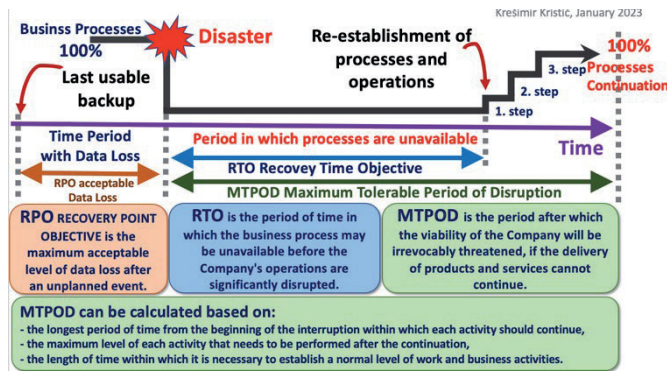 Krešimir Kristić, January 2023
Businss Processes
100%
Disaster
Last usable
backup
Re-establishment of
processes and
operations
100%
Processes
Continuation
3. step
2. step
1. step
Time Period
with Data Loss
Period in which processes are unavailable
Time
RTO Recovey Time Objective
RPO acceptable
Data Loss
MTPOD Maximum Tolerable Period of Disruption
RPO RECOVERY POINT
OBJECTIVE is the
maximum acceptable
level of data loss after
an unplanned event.
RTO is the period of time in
which the business process may
be unavailable before the
Company's operations are
significantly disrupted.
MTPOD is the period after which
the viability of the Company will be
irrevocably threatened, if the delivery
of products and services cannot
continue.
MTPOD can be calculated based on:
- the longest period of time from the beginning of the interruption within which each activity should continue,
- the maximum level of each activity that needs to be performed after the continuation,
- the length of time within which it is necessary to establish a normal level of work and business activities.